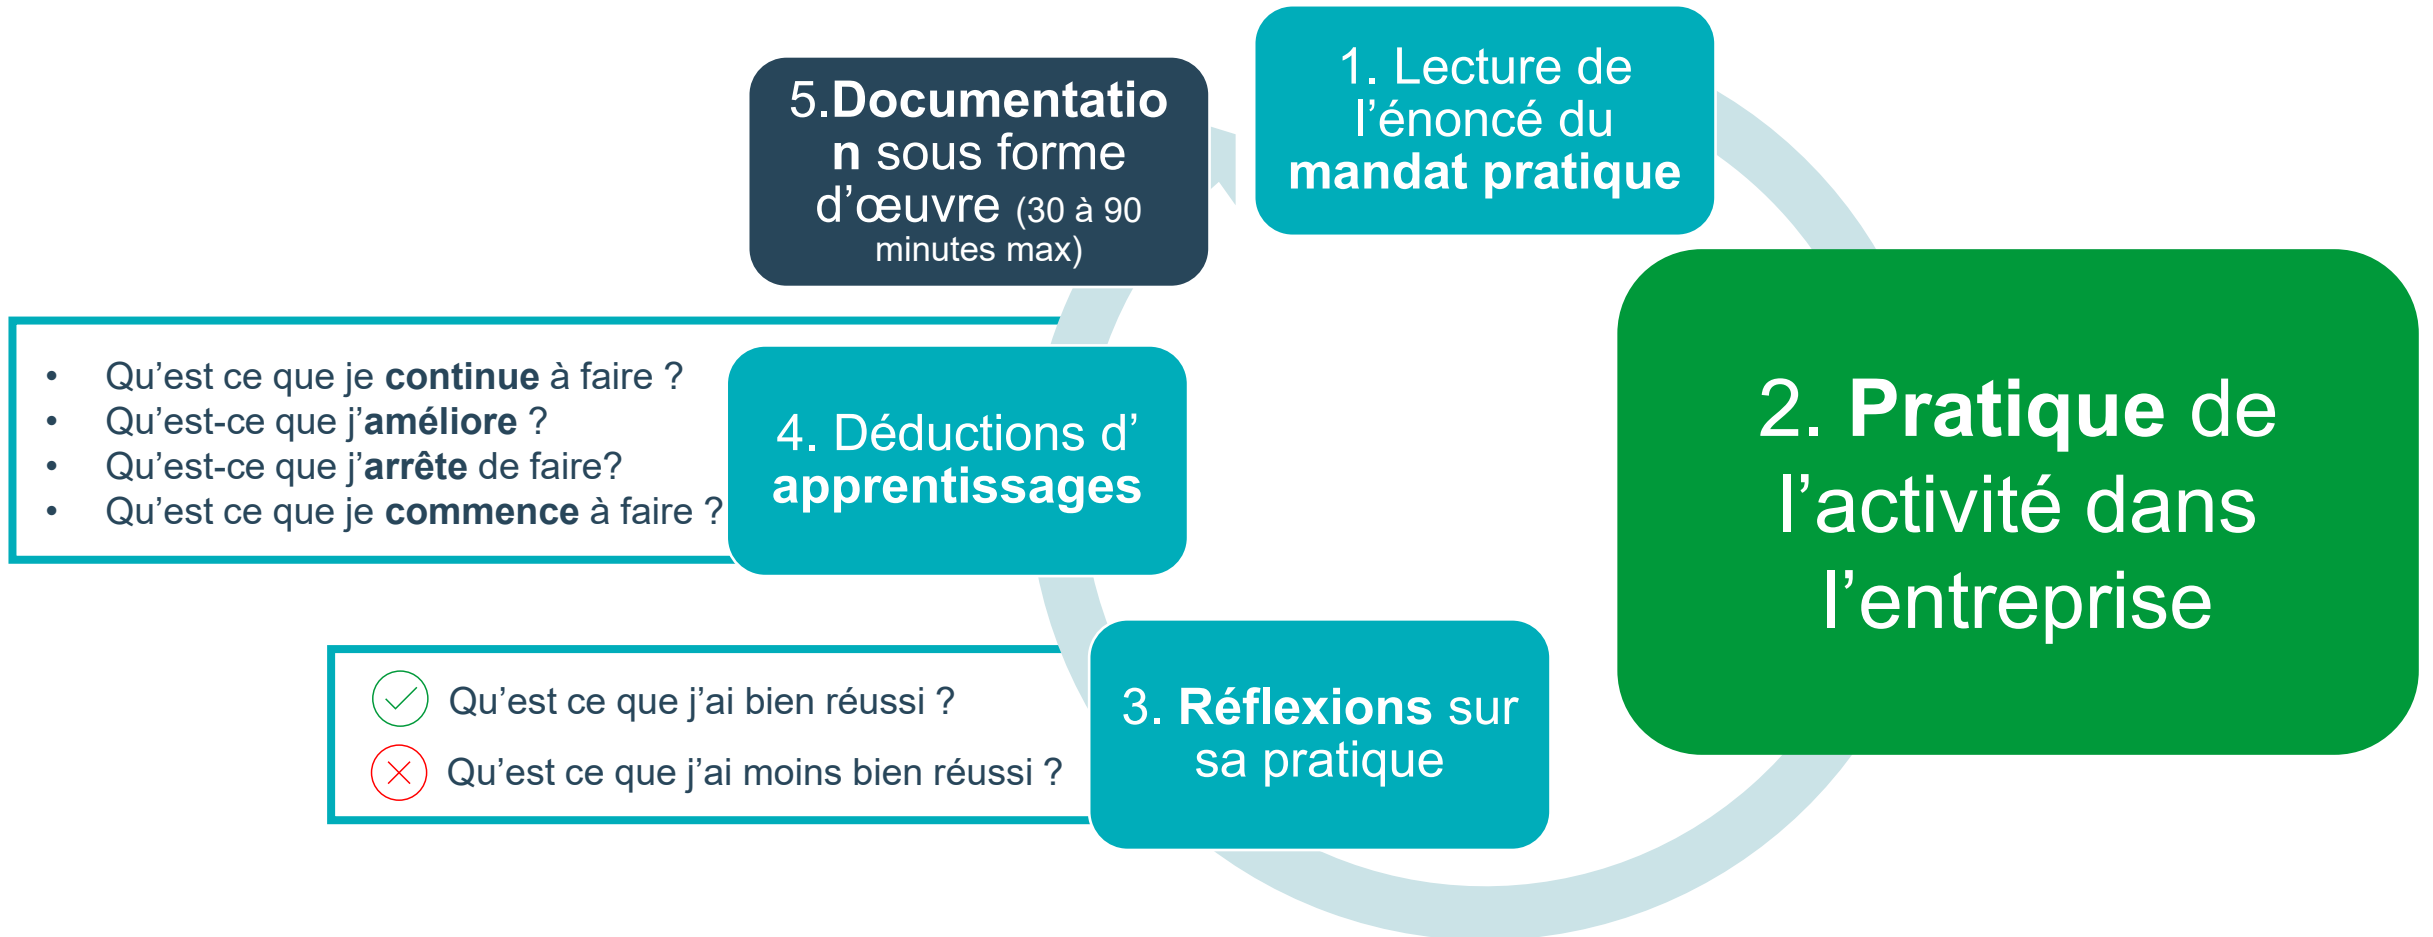 1. Lecture de
l’énoncé du
mandat pratique
2. Pratique de
l’activité dans
l’entreprise
3. Réflexions sur
sa pratique
Qu’est ce que j’ai bien réussi ?
Qu’est ce que j’ai moins bien réussi ?
4. Déductions d’
apprentissages
• Qu’est ce que je continue à faire ?
• Qu’est-ce que j’améliore ?
• Qu’est-ce que j’arrête de faire?
• Qu’est ce que je commence à faire ?
5.Documentatio
n sous forme
d’œuvre (30 à 90
minutes max)